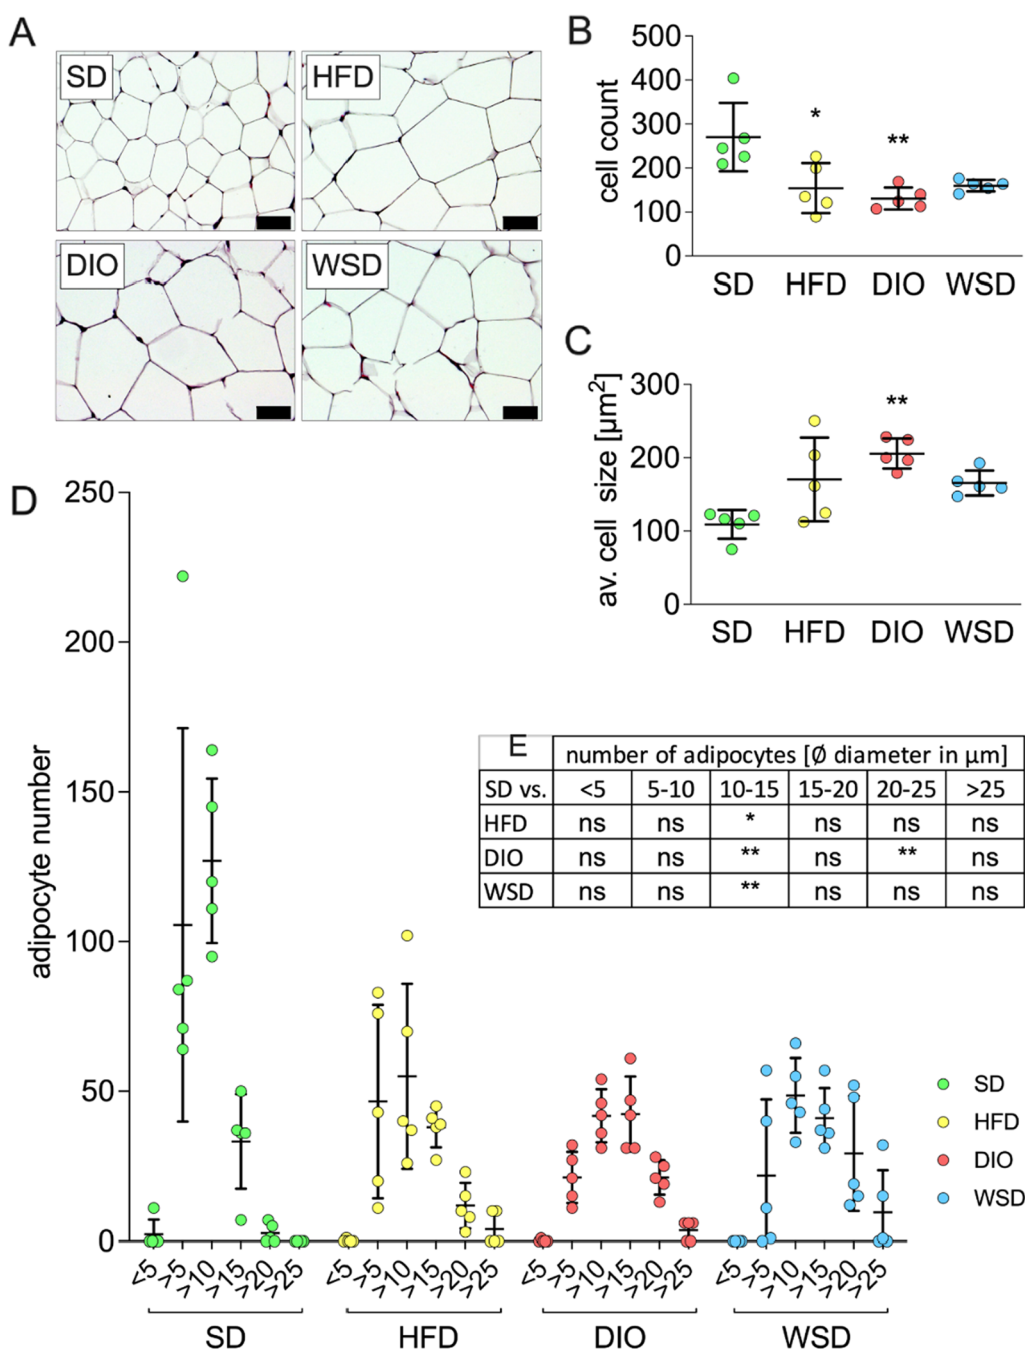 A
SD
HFD
DIO
WSD
B
cell count
500
400
300
200
100
0
*
**
SD HFD DIO WSD
C
av. cell size [µm²]
300
200
100
0
**
SD HFD DIO WSD
D
adipocyte number
250
200
150
100
50
0
E number of adipocytes [Ø diameter in µm]
SD vs. <5 5-10 10-15 15-20 20-25 >25
HFD ns ns * ns ns ns
DIO ns ns ** ns ** ns
WSD ns ns ** ns ns ns
SD
HFD
DIO
WSD
<5 >5 >10 >15 >20 >25 <5 >5 >10 >15 >20 >25 <5 >5 >10 >15 >20 >25 <5 >5 >10 >15 >20 >25
SD HFD DIO WSD